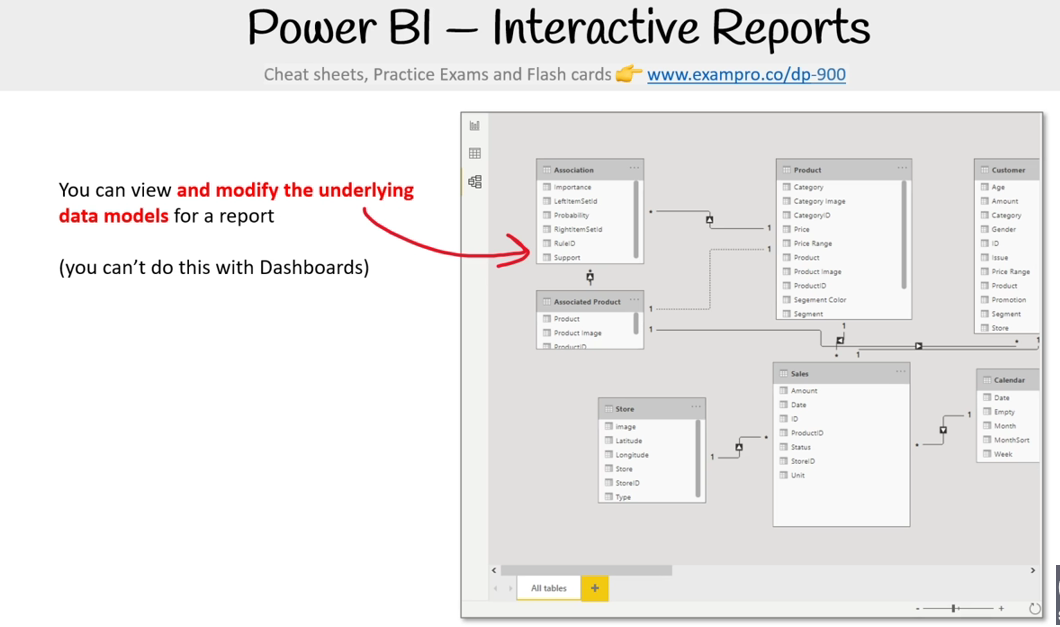 Power BI – Interactive Reports
Cheat sheets, Practice Exams and Flash cards 👉 www.exampro.co/dp-900
You can view and modify the underlying
data models for a report
(you can't do this with Dashboards)
Association
Importance
LeftItemSetId
Probability
RightItemSetId
RuleID
Support
Product
Category
Category Image
CategoryID
Price
Price Range
Product
Product Image
ProductID
Segement Color
Segment
Customer
Age
Amount
Category
Gender
ID
Issue
Price Range
Product
Promotion
Segment
Store
1
1
Associated Product
Product
Product Image
ProductID
1
1
1
1
1
Store
Image
Latitude
Longitude
Store
StoreID
Type
1
Sales
Amount
Date
ID
ProductID
Status
StoreID
Unit
1
Calendar
Date
Empty
Month
MonthSort
Week
All tables
+
- +